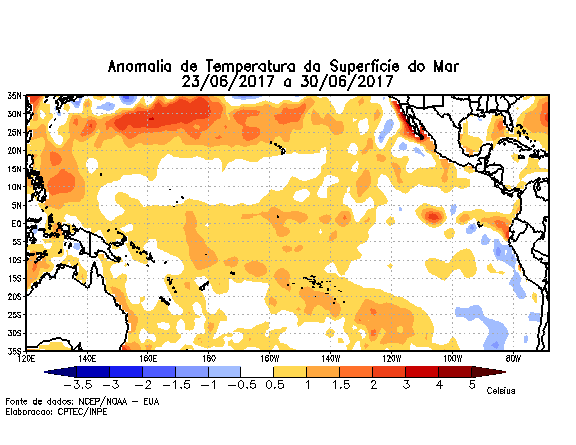 Anomalia de Temperatura da Superficie do Mar
23/06/2017 a 30/06/2017
35N
30N
25N
20N
15N
10N
5N
EQ
5S
10S
15S
20S
25S
30S
35S
120E 140E 160E 180 160W 140W 120W 100W 80W
−3.5 −3 −2 −1.5 −1 −0.5 0.5 1 1.5 2 3 4 5
Celsius
Fonte de dados: NCEP/NOAA − EUA
Elaboracao: CPTEC/INPE